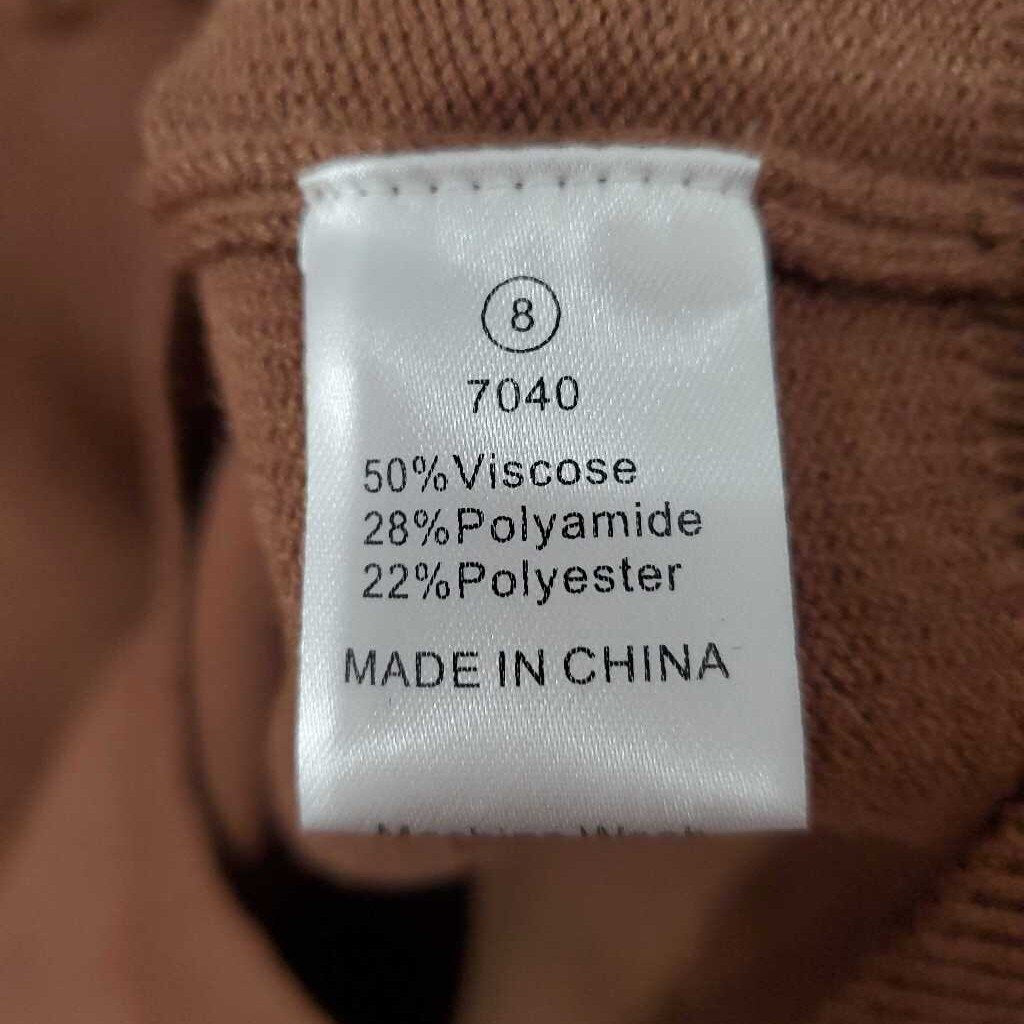 8
7040
50%Viscose
28%Polyamide
22%Polyester
MADE IN CHINA